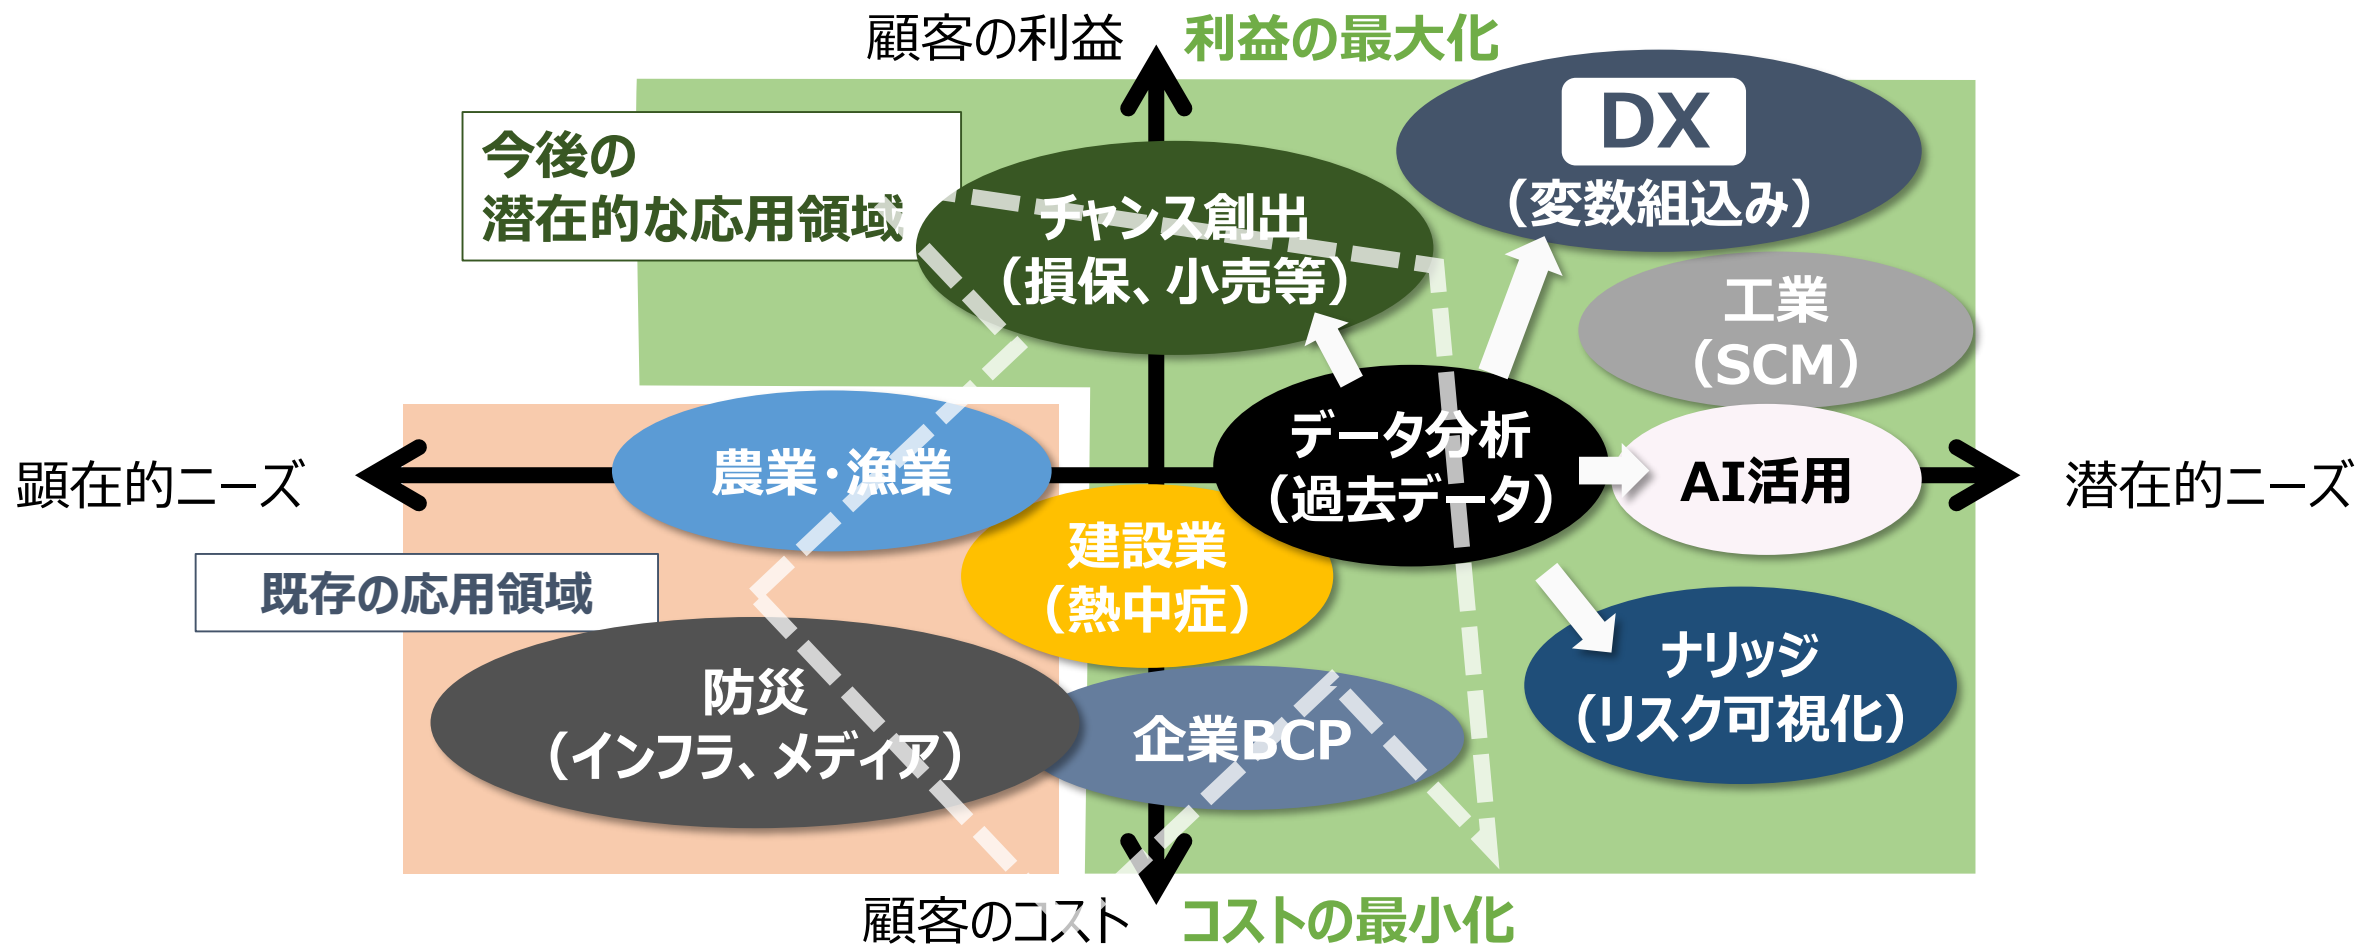 顧客の利益
利益の最大化
DX
（変数組込み）
今後の
潜在的な応用領域
チャンス創出
（損保、小売等）
工業
（SCM）
データ分析
（過去データ）
AI活用
農業・漁業
顕在的ニーズ
潜在的ニーズ
建設業
（熱中症）
既存の応用領域
ナリッジ
（リスク可視化）
防災
（インフラ、メディア）
企業BCP
顧客のコスト
コストの最小化